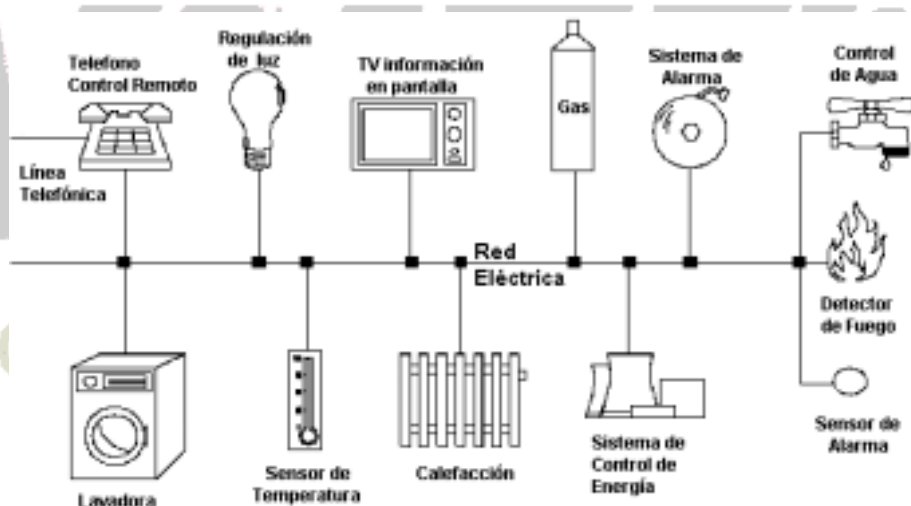 Telefono
Control Remoto
Regulación
de luz
TV información
en pantalla
Gas
Sistema de
Alarma
Control
de Agua
Línea
Telefónica
Red
Eléctrica
Detector
de Fuego
Lavadora
Sensor de
Temperatura
Calefacción
Sistema de
Control de
Energía
Sensor de
Alarma